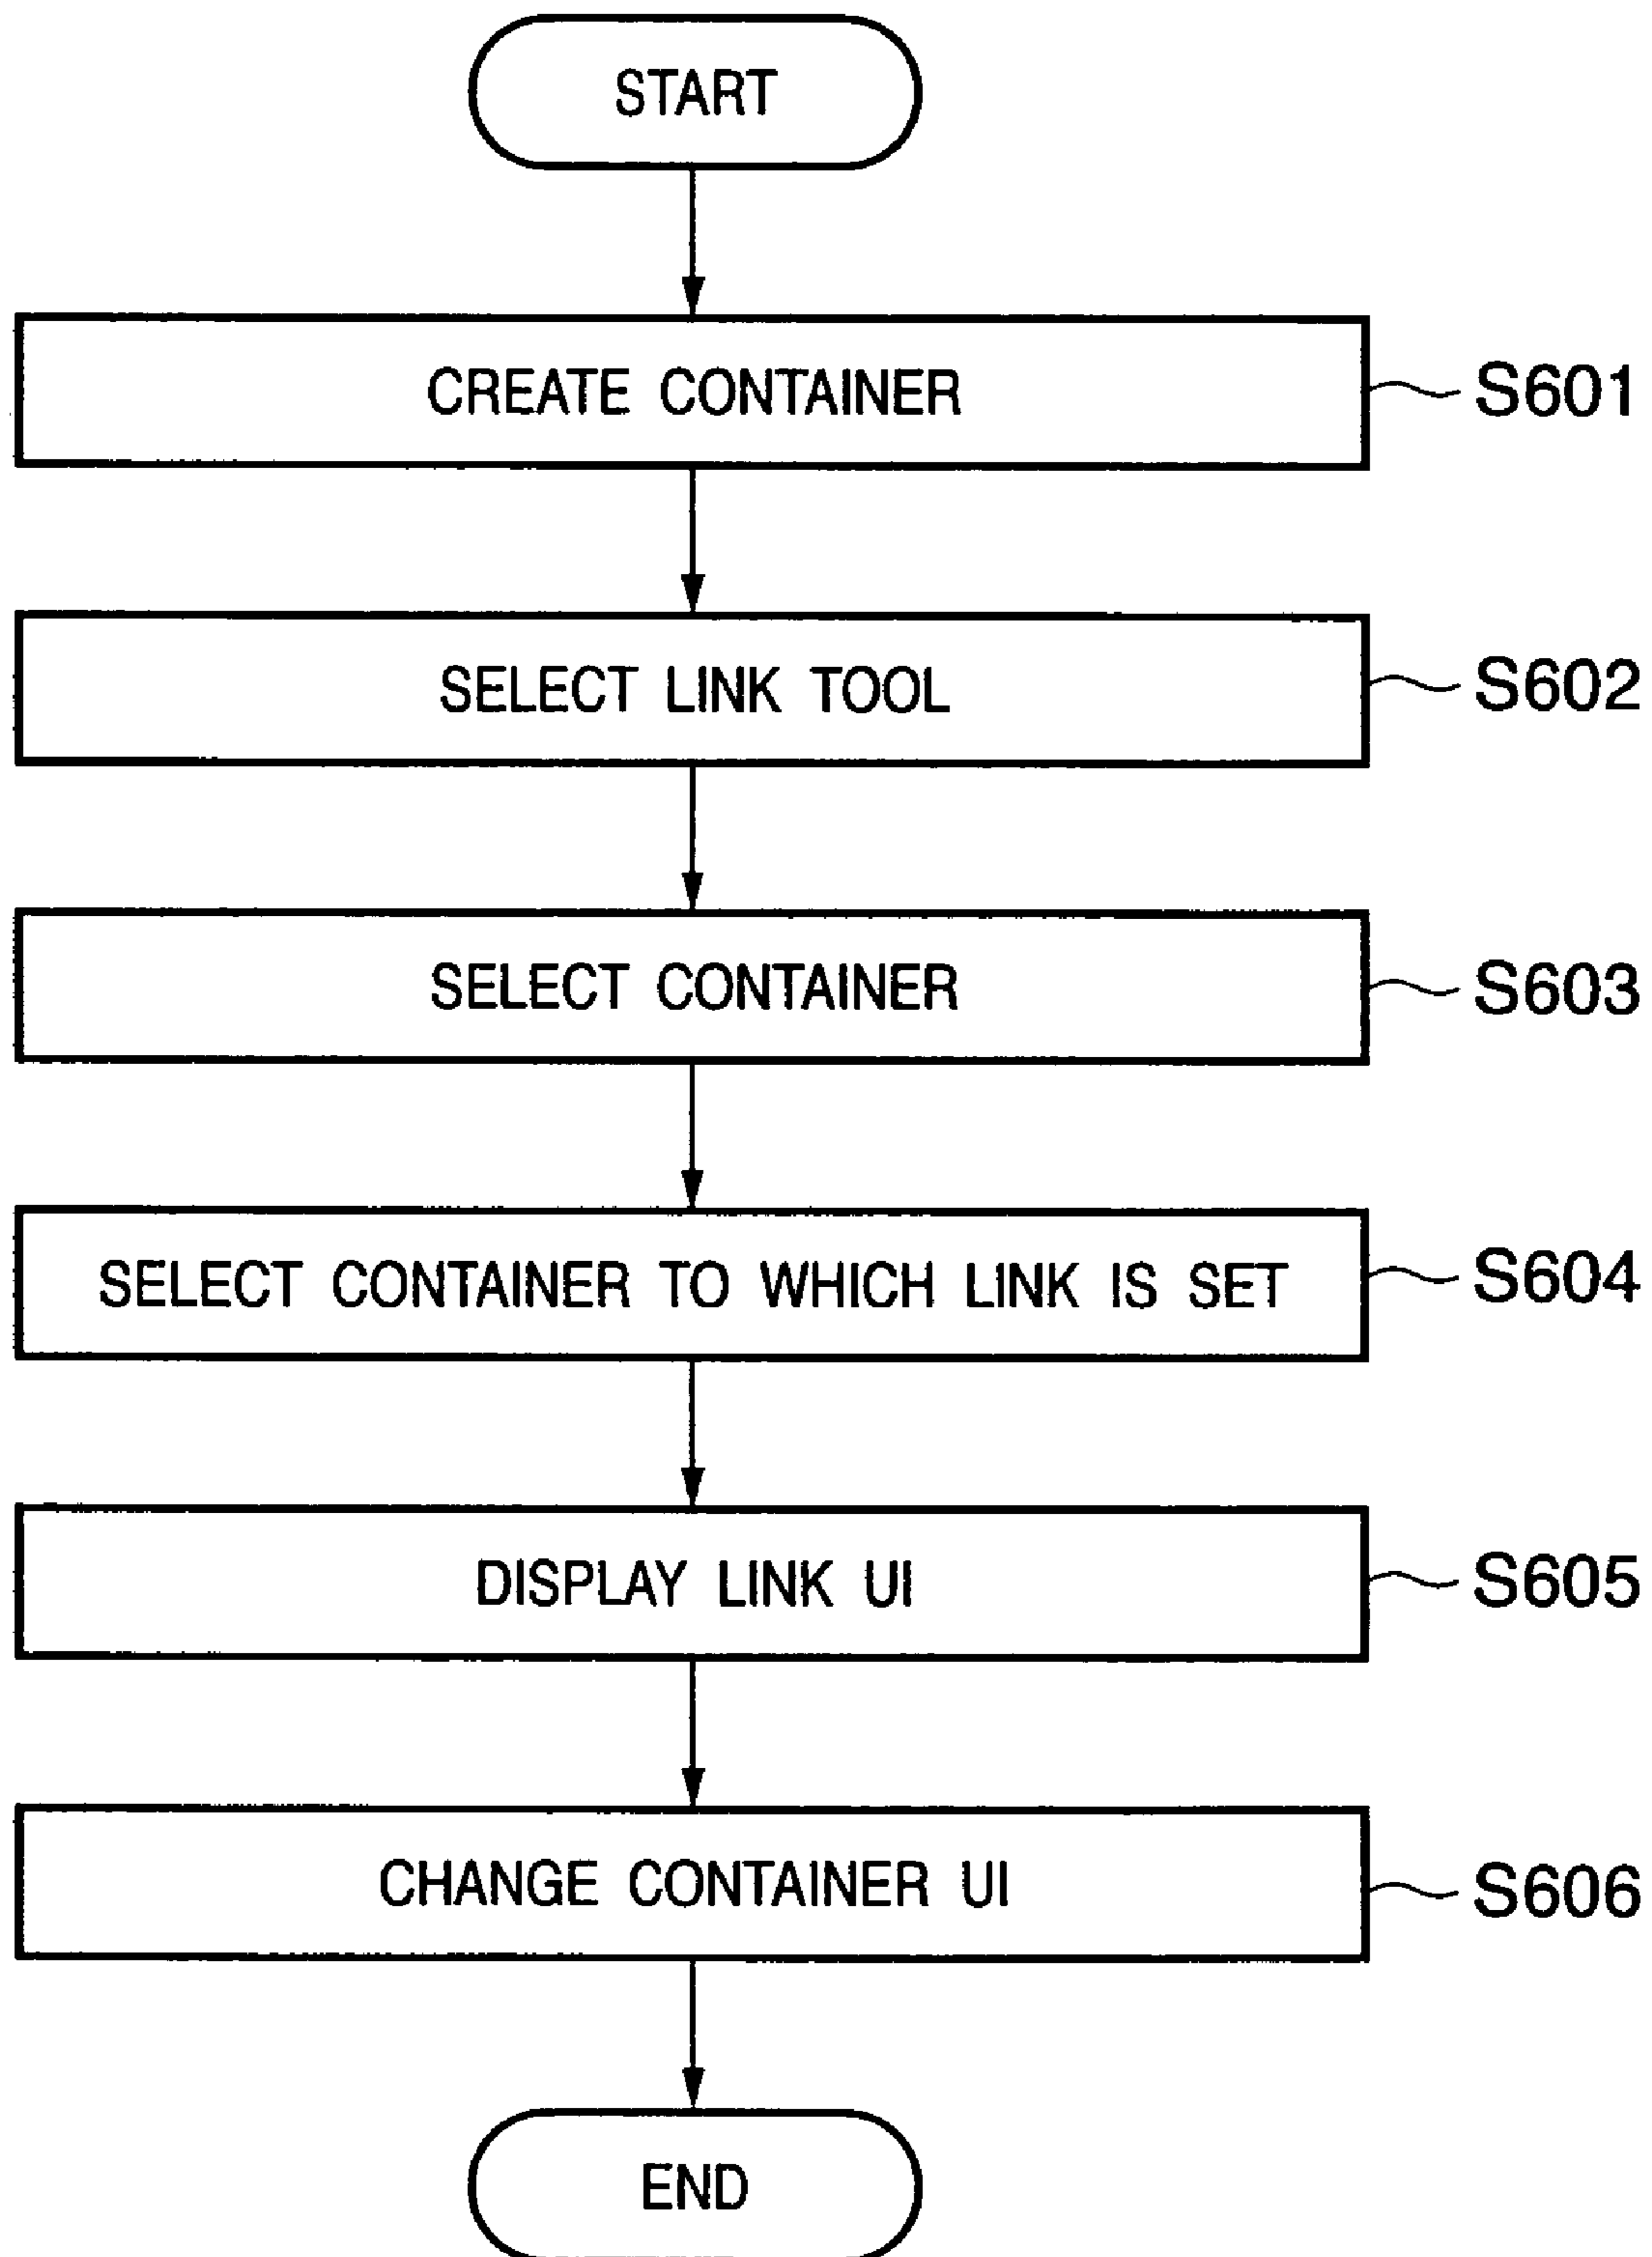 START
CREATE CONTAINER S601
SELECT LINK TOOL S602
SELECT CONTAINER S603
SELECT CONTAINER TO WHICH LINK IS SET S604
DISPLAY LINK UI S605
CHANGE CONTAINER UI S606
END